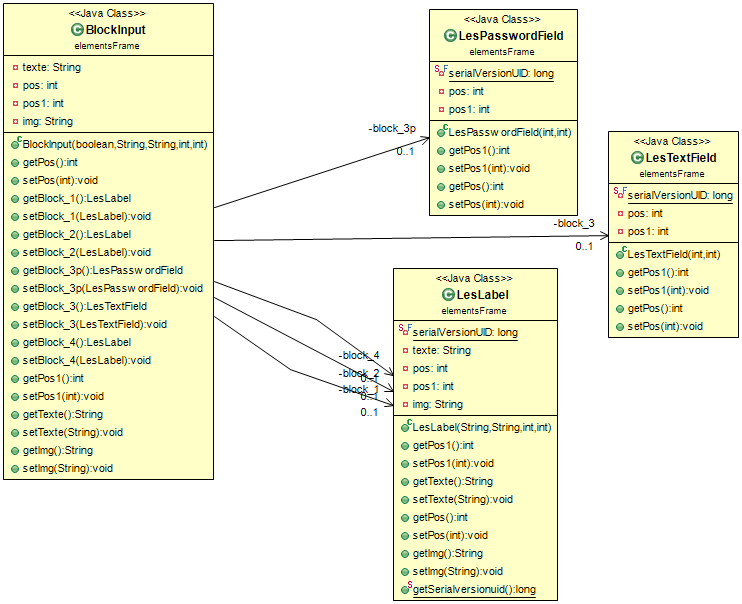 <<Java Class>>
BlockInput
elementsFrame
texte: String
pos: int
pos1: int
img: String
BlockInput(boolean,String,String,int,int)
getPos():int
setPos(int):void
getBlock_1():LesLabel
setBlock_1(LesLabel):void
getBlock_2():LesLabel
setBlock_2(LesLabel):void
getBlock_3p():LesPasswordField
setBlock_3p(LesPasswordField):void
getBlock_3():LesTextField
setBlock_3(LesTextField):void
getBlock_4():LesLabel
setBlock_4(LesLabel):void
getPos1():int
setPos1(int):void
getTexte():String
setTexte(String):void
getImg():String
setImg(String):void
-block_3p
0..1
<<Java Class>>
LesPasswordField
elementsFrame
serialVersionUID: long
pos: int
pos1: int
LesPasswordField(int,int)
getPos1():int
setPos1(int):void
getPos():int
setPos(int):void
-block_3
0..1
<<Java Class>>
LesTextField
elementsFrame
serialVersionUID: long
pos: int
pos1: int
LesTextField(int,int)
getPos1():int
setPos1(int):void
getPos():int
setPos(int):void
-block_4
0..1
-block_2
0..1
-block_1
0..1
<<Java Class>>
LesLabel
elementsFrame
serialVersionUID: long
texte: String
pos: int
pos1: int
img: String
LesLabel(String,String,int,int)
getPos1():int
setPos1(int):void
getTexte():String
setTexte(String):void
getPos():int
setPos(int):void
getImg():String
setImg(String):void
getSerialversionuid():long